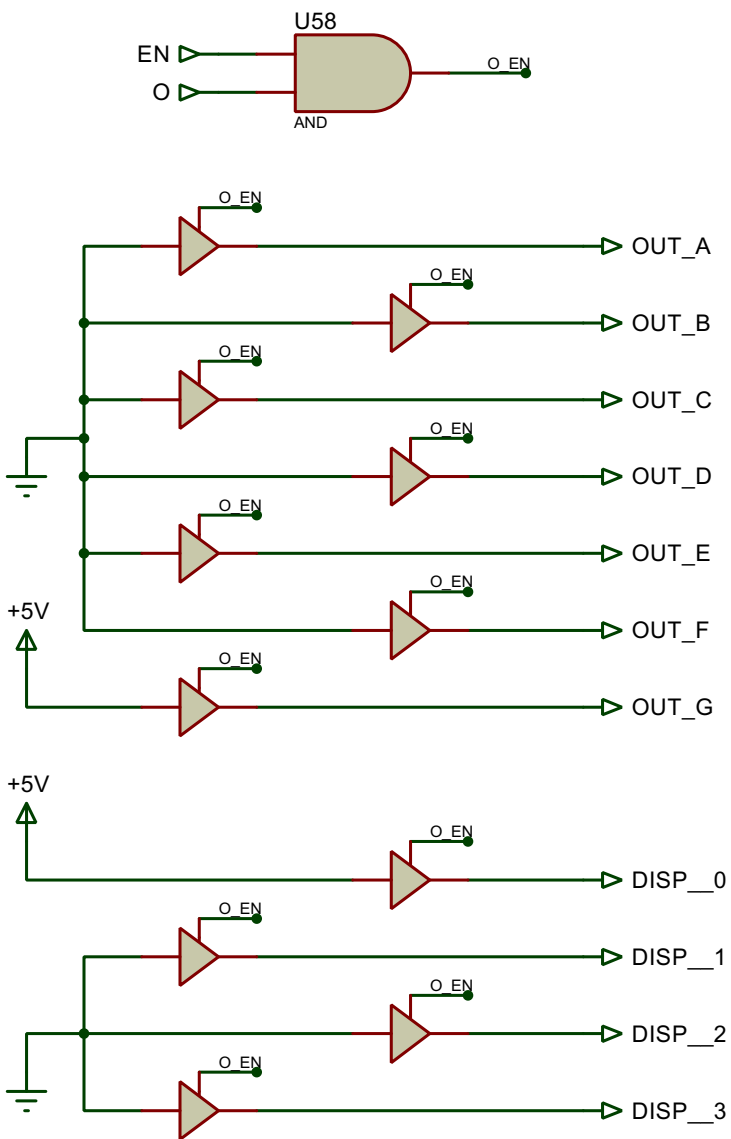 U58
EN
O_EN
O
AND
O_EN
OUT_A
O_EN
OUT_B
O_EN
OUT_C
O_EN
OUT_D
O_EN
OUT_E
O_EN
+5V
OUT_F
O_EN
OUT_G
+5V
O_EN
DISP__0
O_EN
DISP__1
O_EN
DISP__2
O_EN
DISP__3